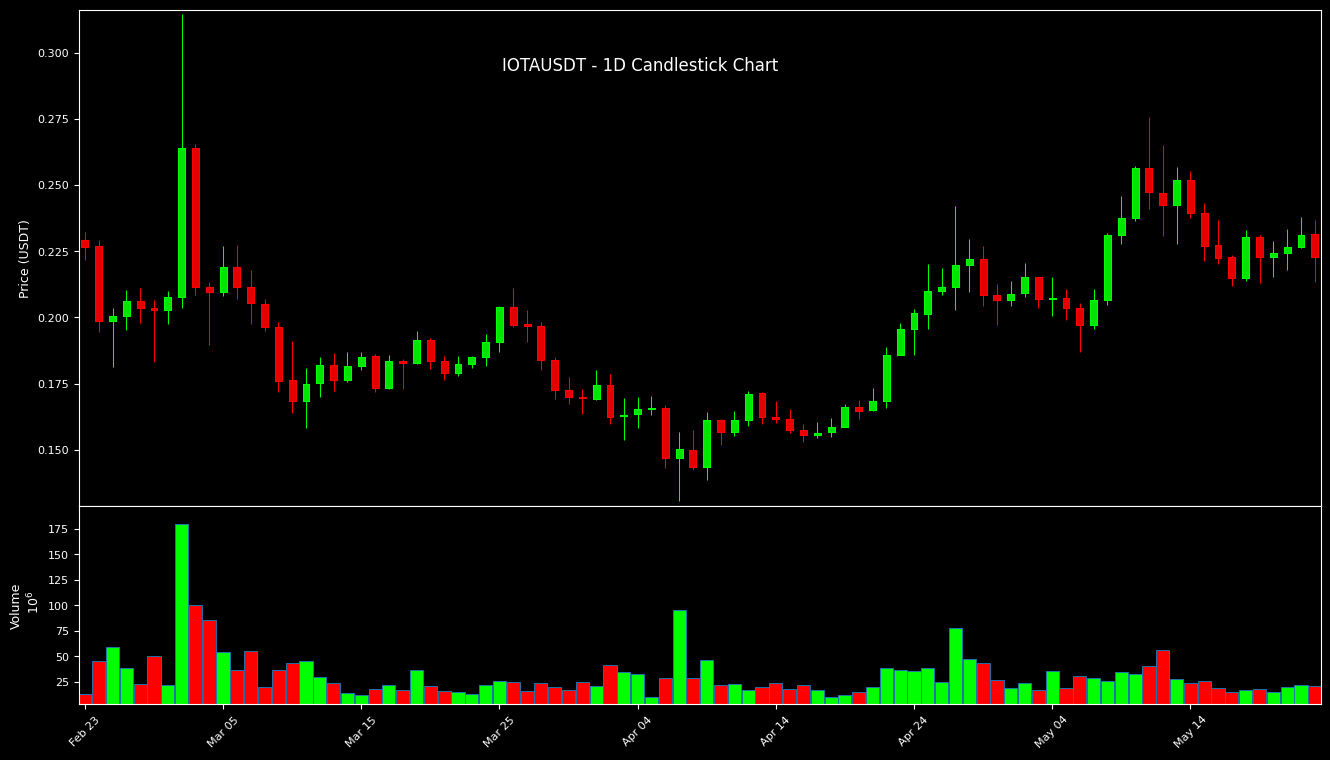 IOTAUSDT - 1D Candlestick Chart
Price (USDT)
0.300
0.275
0.250
0.225
0.200
0.175
0.150
Volume
10^6
175
150
125
100
75
50
25
Feb 23
Mar 05
Mar 15
Mar 25
Apr 04
Apr 14
Apr 24
May 04
May 14